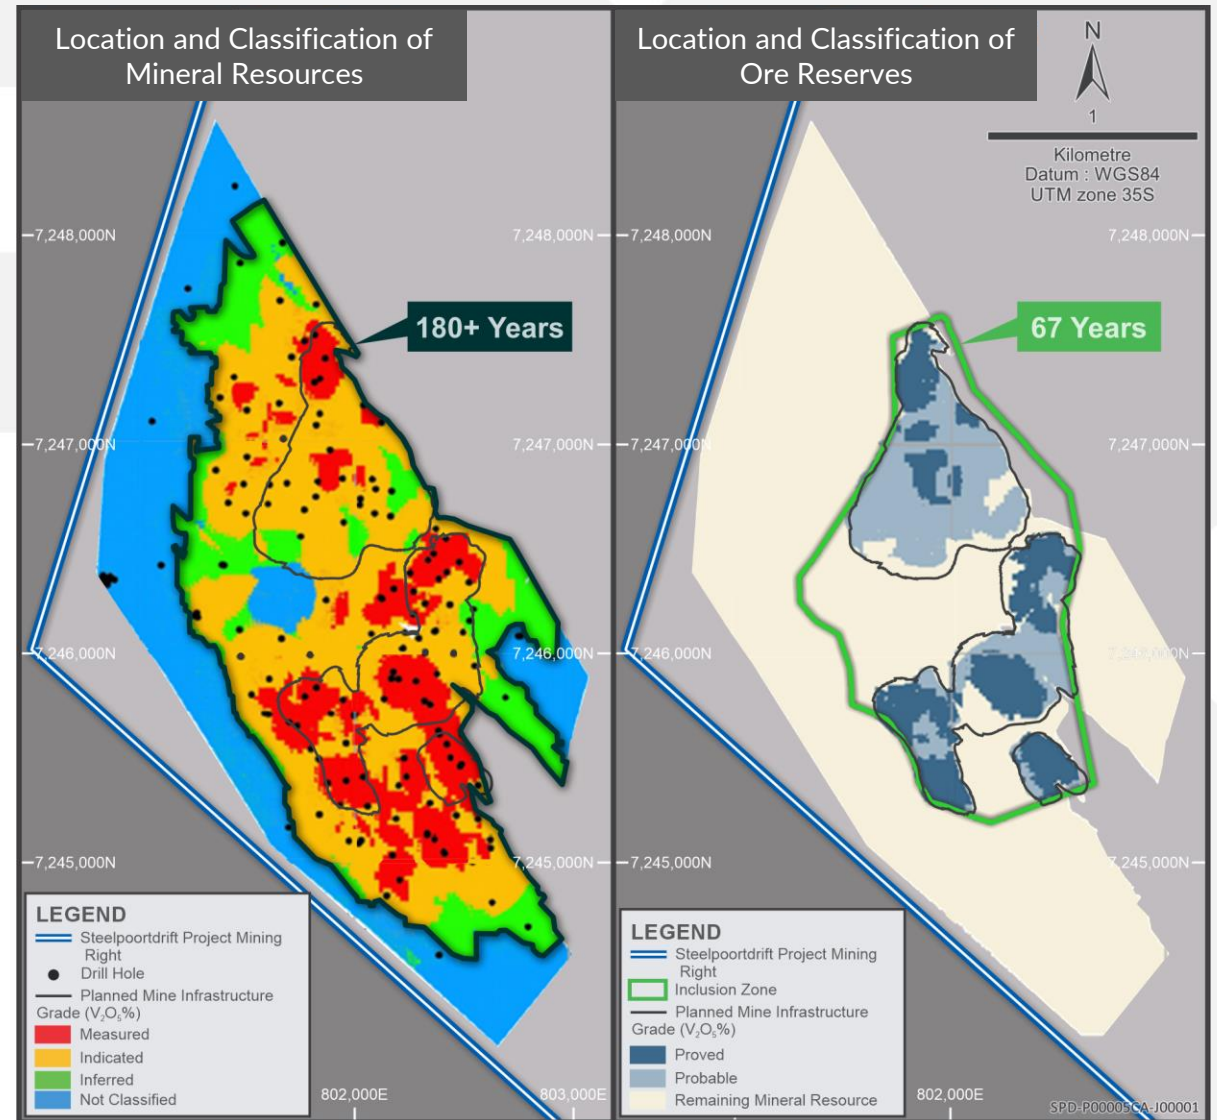 Location and Classification of
Mineral Resources
7,248,000N
7,248,000N
180+ Years
7,247,000N
7,247,000N
7,246,000N
7,246,000N
7,245,000N
7,245,000N
LEGEND
Steelpoortdrift Project Mining
Right
Drill Hole
Planned Mine Infrastructure
Grade (V₂O₅%)
Measured
Indicated
Inferred
Not Classified
802,000E
803,000E
Location and Classification of
Ore Reserves
N
1
Kilometre
Datum : WGS84
UTM zone 35S
7,248,000N
7,248,000N
67 Years
7,247,000N
7,247,000N
7,246,000N
7,246,000N
7,245,000N
7,245,000N
LEGEND
Steelpoortdrift Project Mining
Right
Inclusion Zone
Planned Mine Infrastructure
Grade (V₂O₅%)
Proved
Probable
Remaining Mineral Resource
802,000E
SPD-P00005CA-J00001